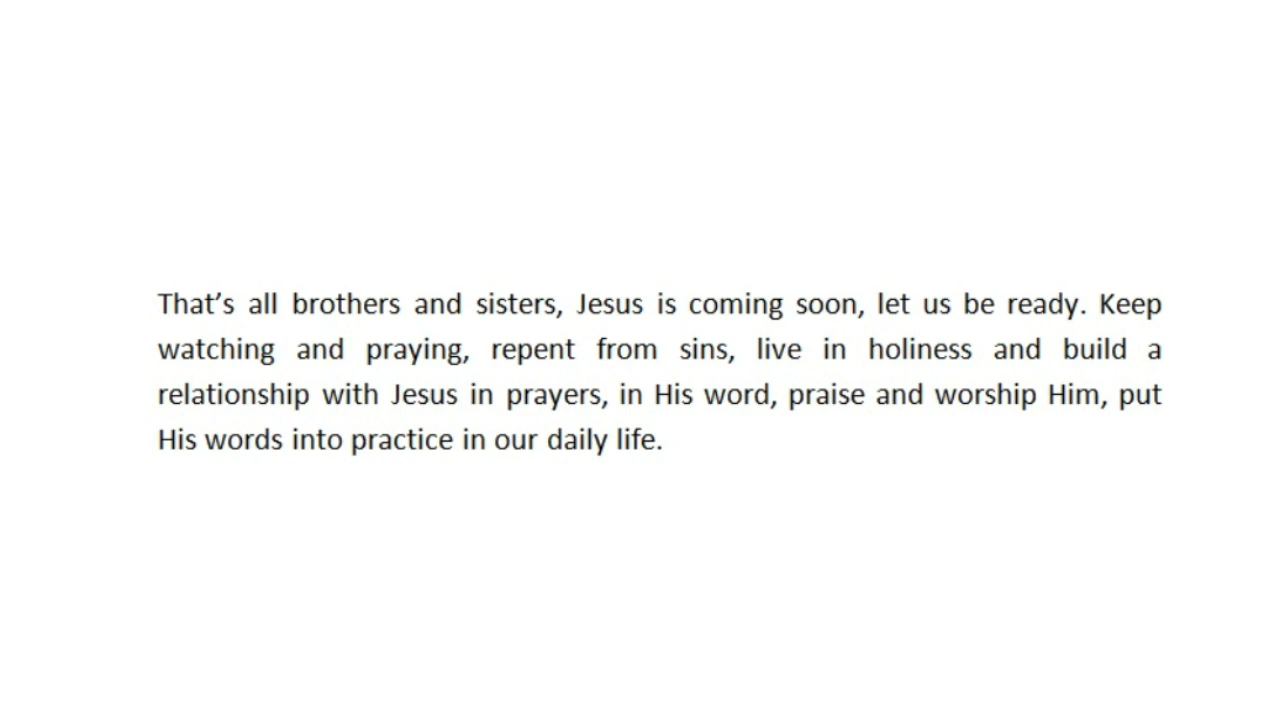 That’s all brothers and sisters, Jesus is coming soon, let us be ready. Keep
watching and praying, repent from sins, live in holiness and build a
relationship with Jesus in prayers, in His word, praise and worship Him, put
His words into practice in our daily life.